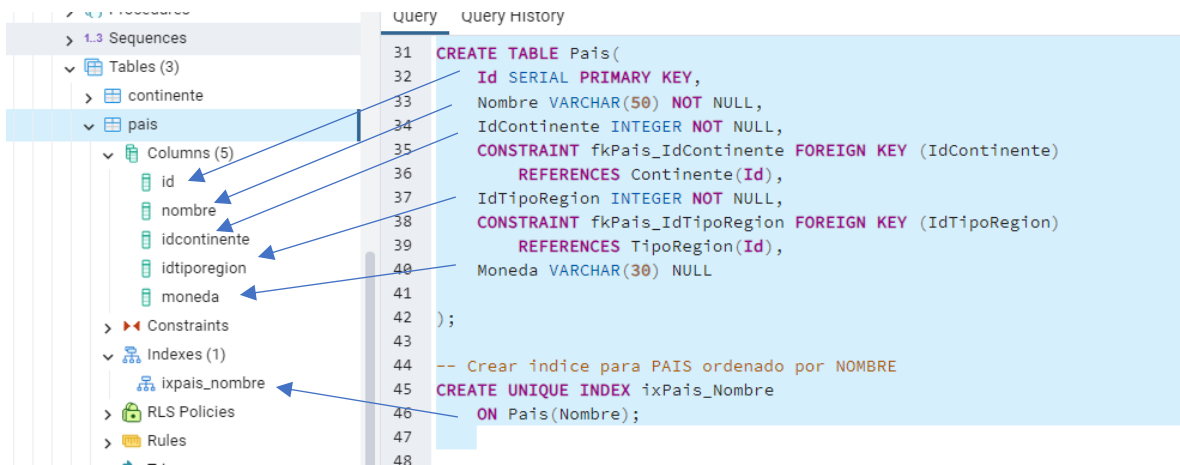 Procedures
1..3 Sequences
Tables (3)
continente
pais
Columns (5)
id
nombre
idcontinente
idtiporegion
moneda
Constraints
Indexes (1)
ixpais_nombre
RLS Policies
Rules
Query Query History
31 CREATE TABLE Pais(
32 Id SERIAL PRIMARY KEY,
33 Nombre VARCHAR(50) NOT NULL,
34 IdContinente INTEGER NOT NULL,
35 CONSTRAINT fkPais_IdContinente FOREIGN KEY (IdContinente)
36 REFERENCES Continente(Id),
37 IdTipoRegion INTEGER NOT NULL,
38 CONSTRAINT fkPais_IdTipoRegion FOREIGN KEY (IdTipoRegion)
39 REFERENCES TipoRegion(Id),
40 Moneda VARCHAR(30) NULL
41
42 );
43
44 -- Crear indice para PAIS ordenado por NOMBRE
45 CREATE UNIQUE INDEX ixPais_Nombre
46 ON Pais(Nombre);
47
48